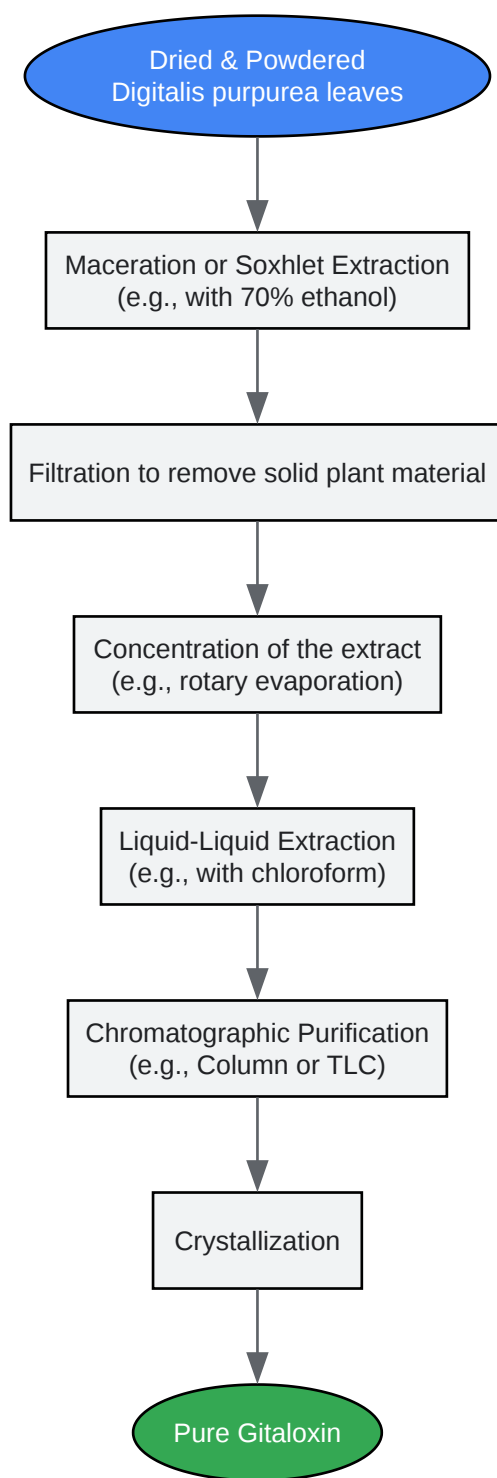 Dried & Powdered
Digitalis purpurea leaves
Maceration or Soxhlet Extraction
(e.g., with 70% ethanol)
Filtration to remove solid plant material
Concentration of the extract
(e.g., rotary evaporation)
Liquid-Liquid Extraction
(e.g., with chloroform)
Chromatographic Purification
(e.g., Column or TLC)
Crystallization
Pure Gitaloxin